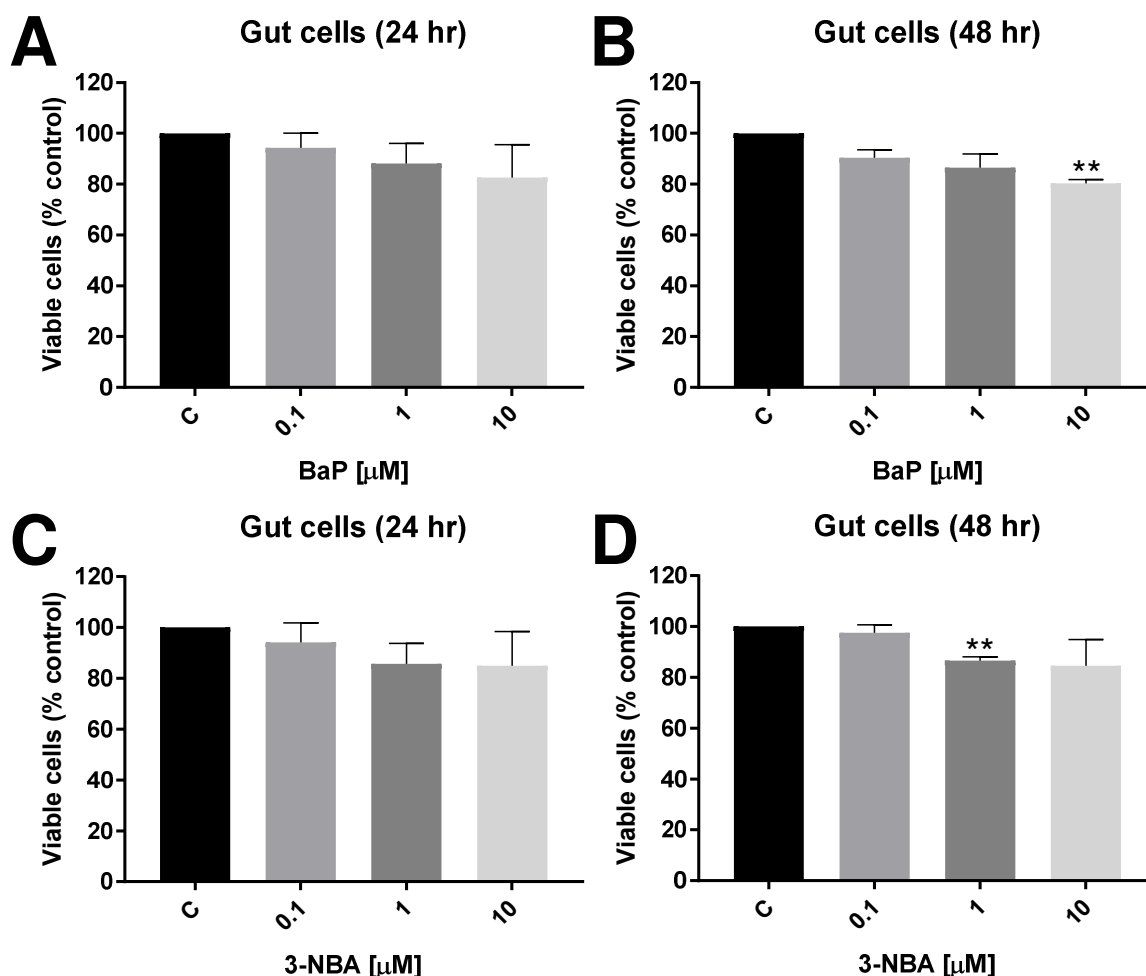 A
Gut cells (24 hr)
Viable cells (% control)
120
100
80
60
40
20
0
C
0.1
1
10
BaP [μM]
B
Gut cells (48 hr)
Viable cells (% control)
120
100
80
60
40
20
0
**
C
0.1
1
10
BaP [μM]
C
Gut cells (24 hr)
Viable cells (% control)
120
100
80
60
40
20
0
C
0.1
1
10
3-NBA [μM]
D
Gut cells (48 hr)
Viable cells (% control)
120
100
80
60
40
20
0
**
C
0.1
1
10
3-NBA [μM]